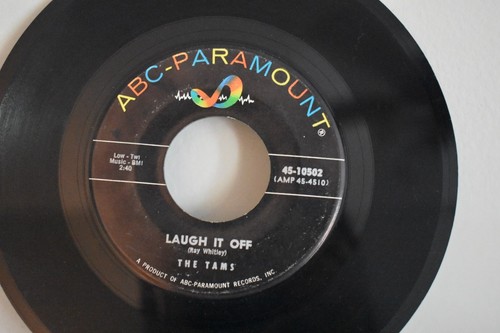 ABC-PARAMOUNT®
Low - Twi
Music - BMI
2:40
45-10502
(AMP 45-4510)
LAUGH IT OFF
(Ray Whitley)
THE TAMS
A PRODUCT OF ABC-PARAMOUNT RECORDS, INC.